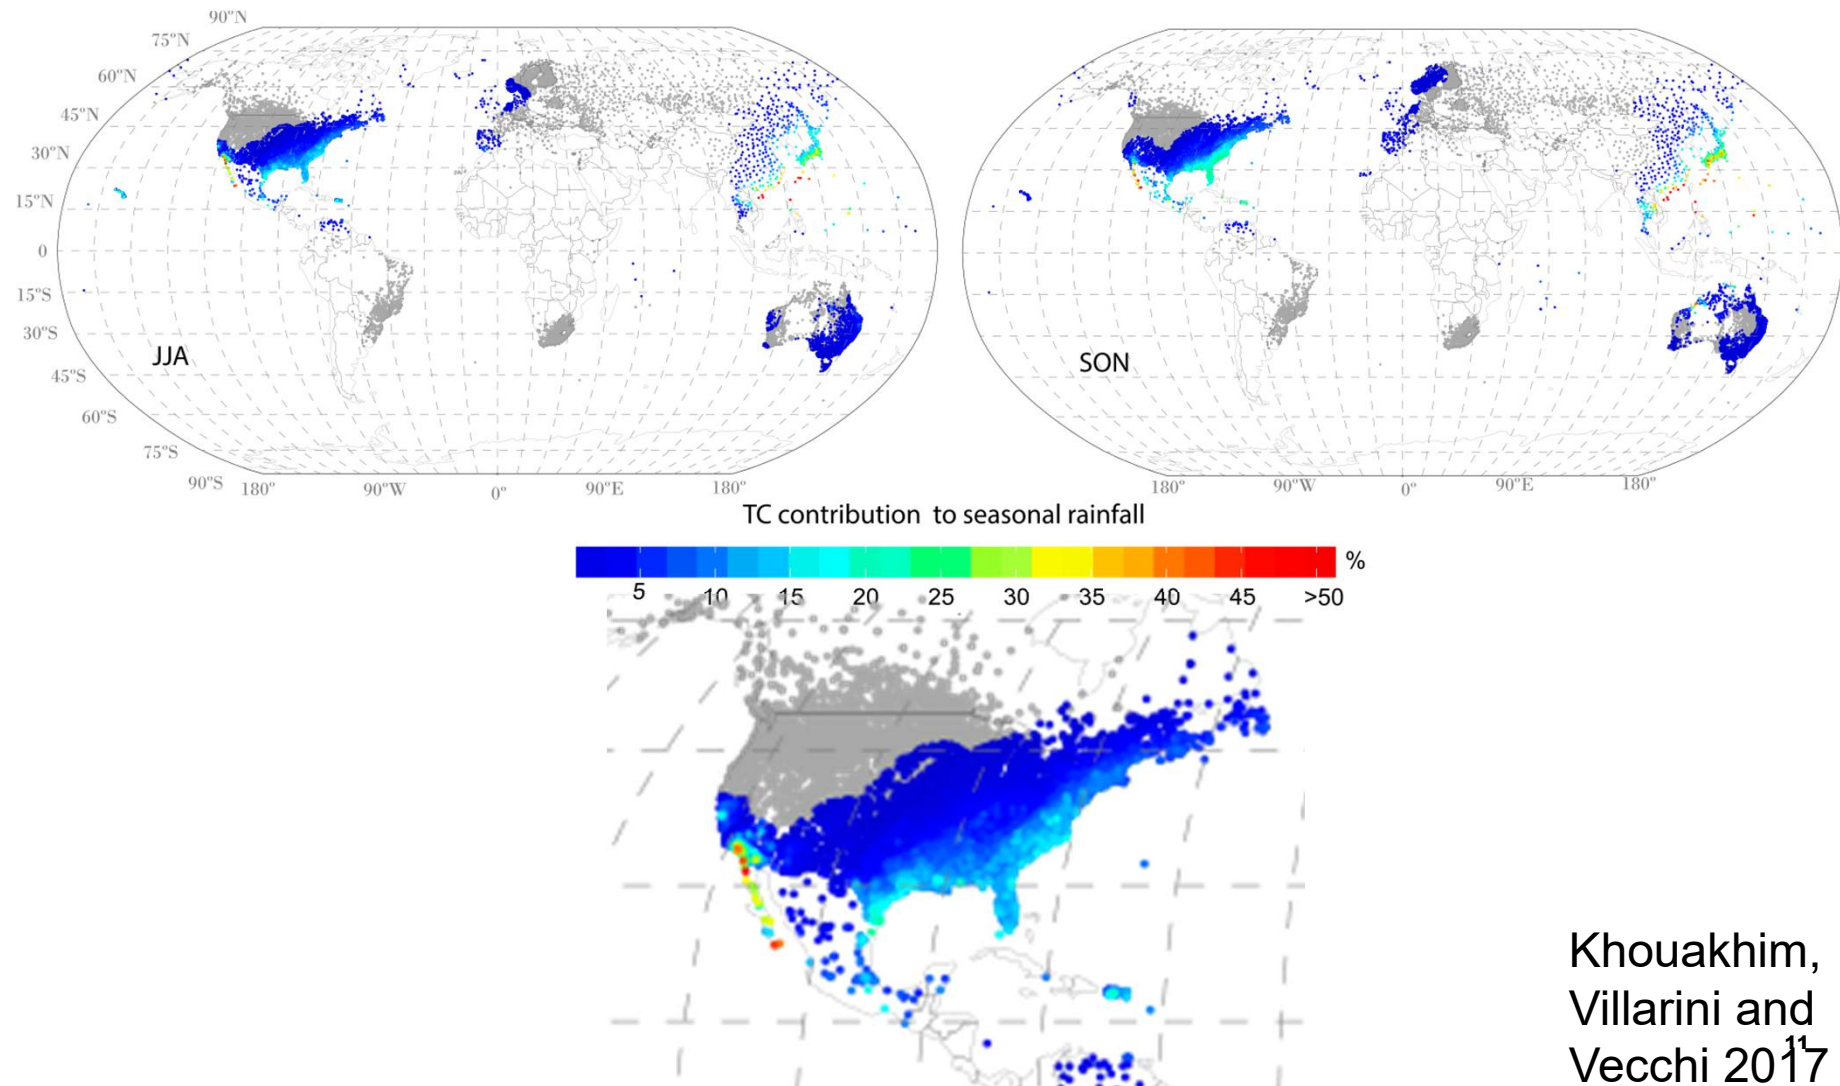 90°N
75°N
60°N
45°N
30°N
15°N
0
15°S
30°S
45°S
60°S
75°S
90°S
JJA
SON
180° 90°W 0° 90°E 180°
180° 90°W 0° 90°E 180°
TC contribution to seasonal rainfall
%
5 10 15 20 25 30 35 40 45 >50
Khouakhim,
Villarini and
Vecchi 2017
11